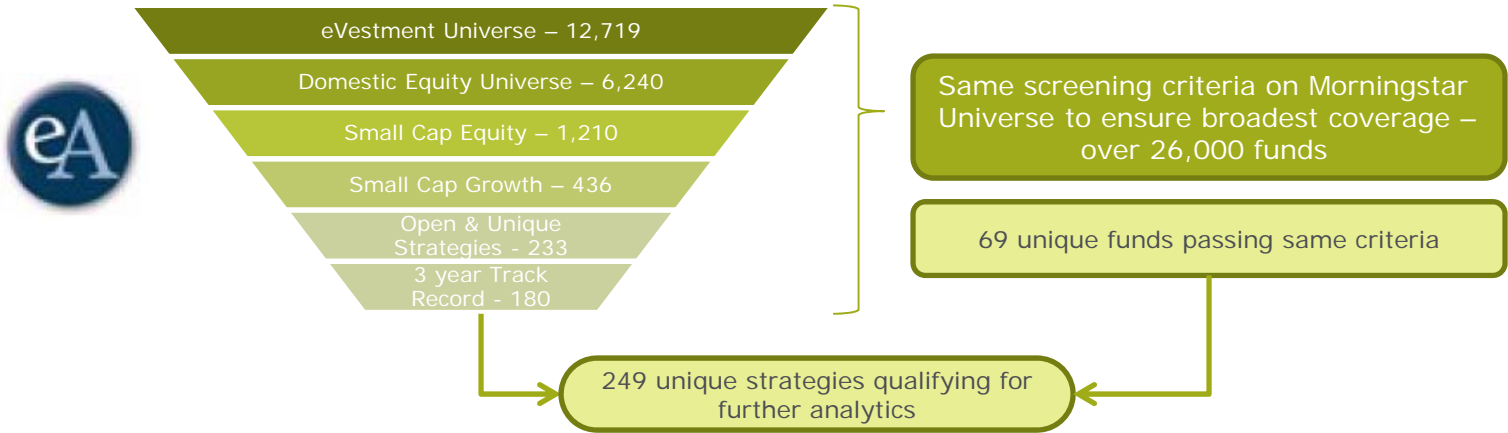 eA
eVestment Universe – 12,719
Domestic Equity Universe – 6,240
Small Cap Equity – 1,210
Small Cap Growth – 436
Open & Unique
Strategies - 233
3 year Track
Record - 180
Same screening criteria on Morningstar
Universe to ensure broadest coverage –
over 26,000 funds
69 unique funds passing same criteria
249 unique strategies qualifying for
further analytics